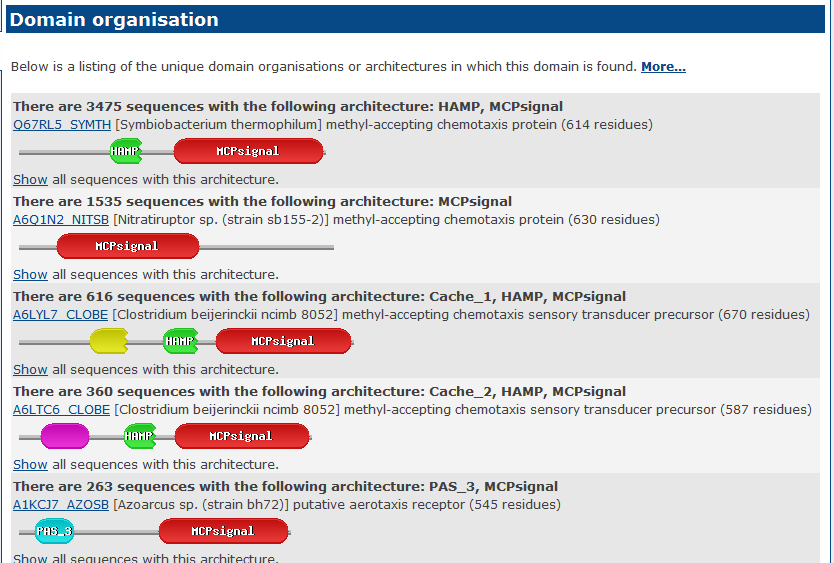 Domain organisation
Below is a listing of the unique domain organisations or architectures in which this domain is found. More...
There are 3475 sequences with the following architecture: HAMP, MCPsignal
Q67RL5_SYMTH [Symbiobacterium thermophilum] methyl-accepting chemotaxis protein (614 residues)
HAMP MCPsignal
Show all sequences with this architecture.
There are 1535 sequences with the following architecture: MCPsignal
A6Q1N2_NITSB [Nitratiruptor sp. (strain sb155-2)] methyl-accepting chemotaxis protein (630 residues)
MCPsignal
Show all sequences with this architecture.
There are 616 sequences with the following architecture: Cache_1, HAMP, MCPsignal
A6LYL7_CLOBE [Clostridium beijerinckii ncimb 8052] methyl-accepting chemotaxis sensory transducer precursor (670 residues)
HAMP MCPsignal
Show all sequences with this architecture.
There are 360 sequences with the following architecture: Cache_2, HAMP, MCPsignal
A6LTC6_CLOBE [Clostridium beijerinckii ncimb 8052] methyl-accepting chemotaxis sensory transducer precursor (587 residues)
HAMP MCPsignal
Show all sequences with this architecture.
There are 263 sequences with the following architecture: PAS_3, MCPsignal
A1KCJ7_AZOSB [Azoarcus sp. (strain bh72)] putative aerotaxis receptor (545 residues)
PAS_3 MCPsignal
Show all sequences with this architecture.